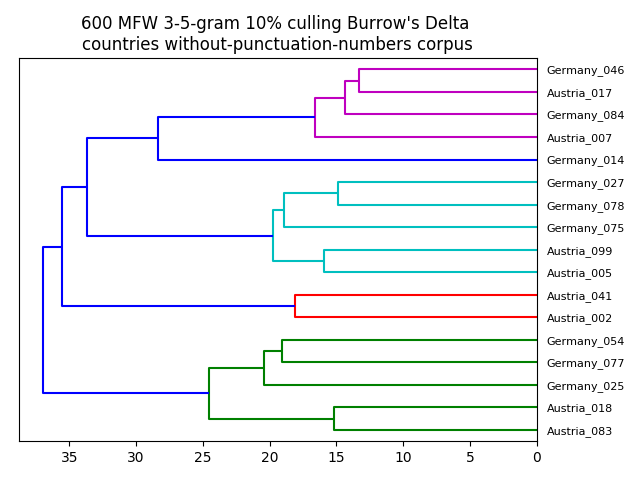 600 MFW 3-5-gram 10% culling Burrow's Delta
countries without-punctuation-numbers corpus
Germany_046
Austria_017
Germany_084
Austria_007
Germany_014
Germany_027
Germany_078
Germany_075
Austria_099
Austria_005
Austria_041
Austria_002
Germany_054
Germany_077
Germany_025
Austria_018
Austria_083
35 30 25 20 15 10 5 0